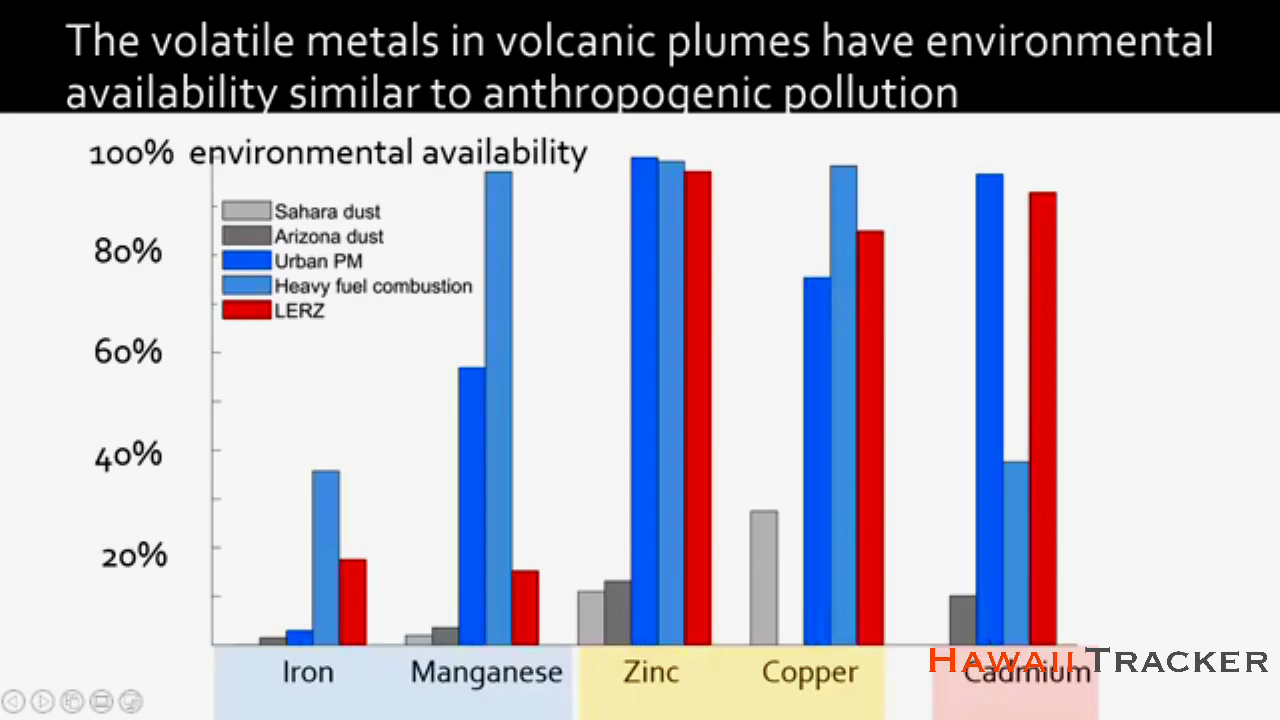 The volatile metals in volcanic plumes have environmental
availability similar to anthropogenic pollution
100% environmental availability
Sahara dust
Arizona dust
80%
Urban PM
Heavy fuel combustion
LERZ
60%
40%
20%
Iron Manganese Zinc Copper Cadmium
HAWAII TRACKER